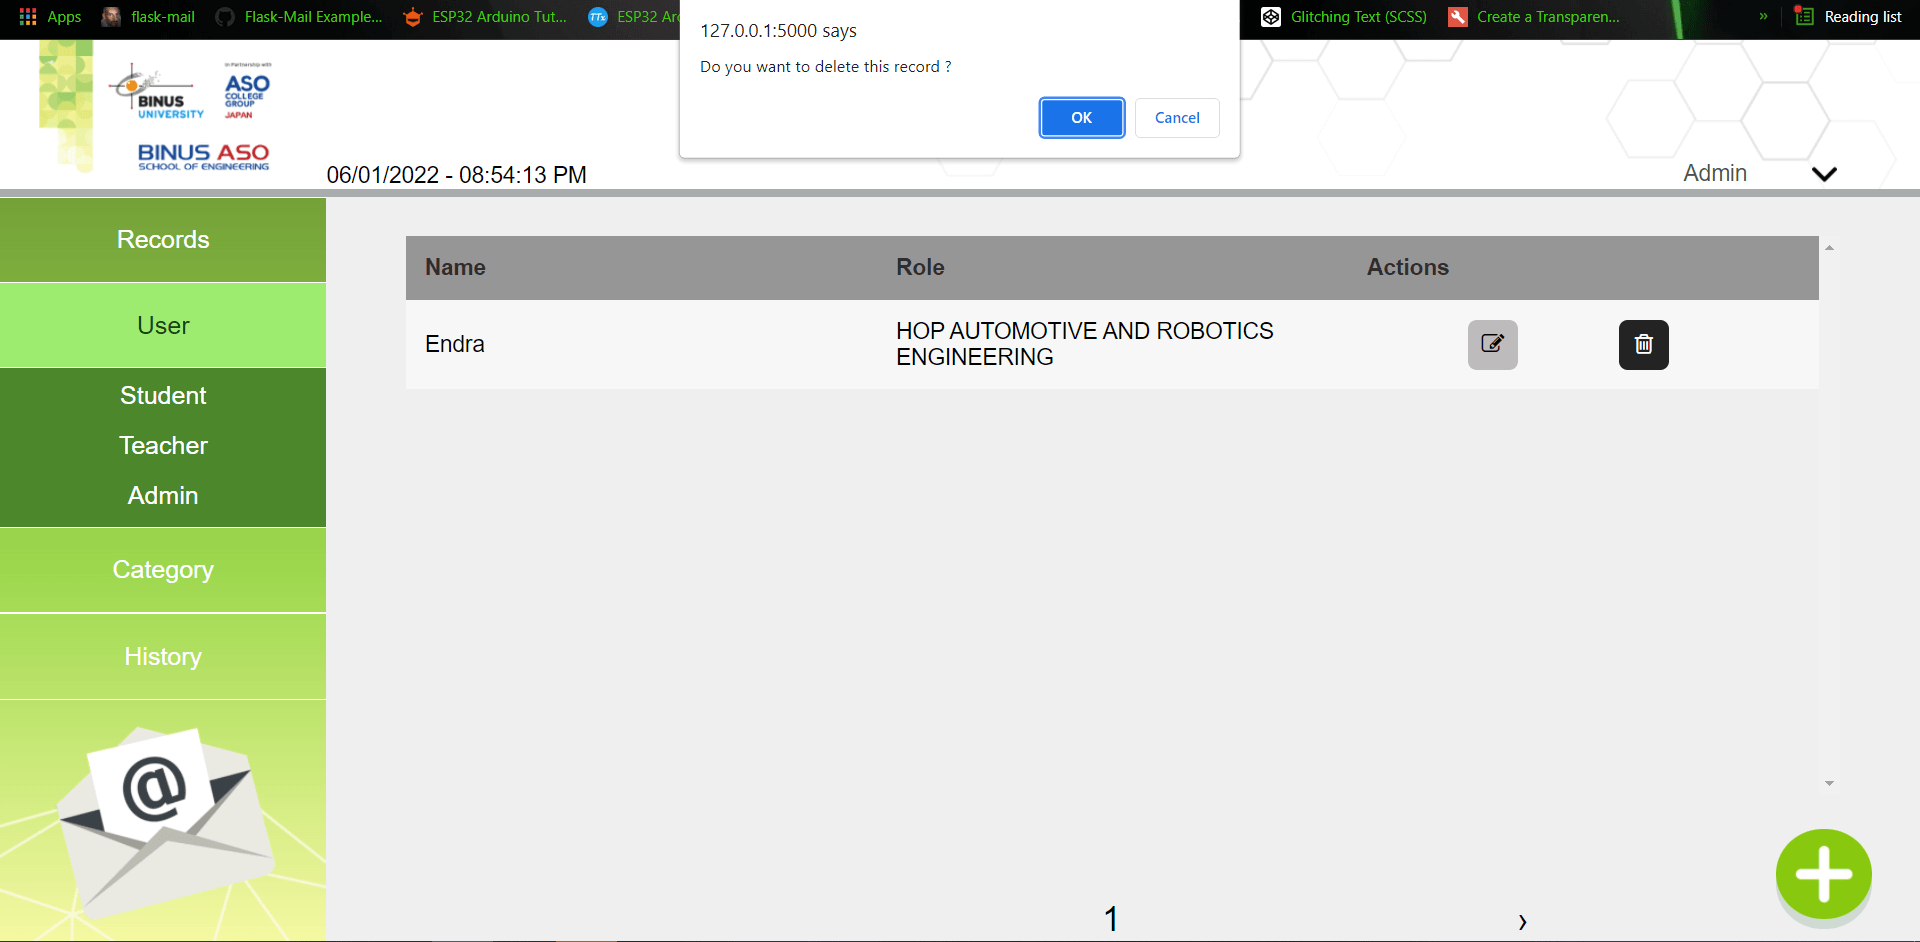 Apps
flask-mail
Flask-Mail Example...
ESP32 Arduino Tut...
TTx
ESP32 Arc
Glitching Text (SCSS)
Create a Transparen...
»
Reading list
127.0.0.1:5000 says
Do you want to delete this record ?
OK
Cancel
BINUS
UNIVERSITY
In Partnership with
ASO
COLLEGE
GROUP
JAPAN
BINUS ASO
SCHOOL OF ENGINEERING
06/01/2022 - 08:54:13 PM
Admin
Records
User
Student
Teacher
Admin
Category
History
@
Name Role Actions
Endra
HOP AUTOMOTIVE AND ROBOTICS
ENGINEERING
1
›